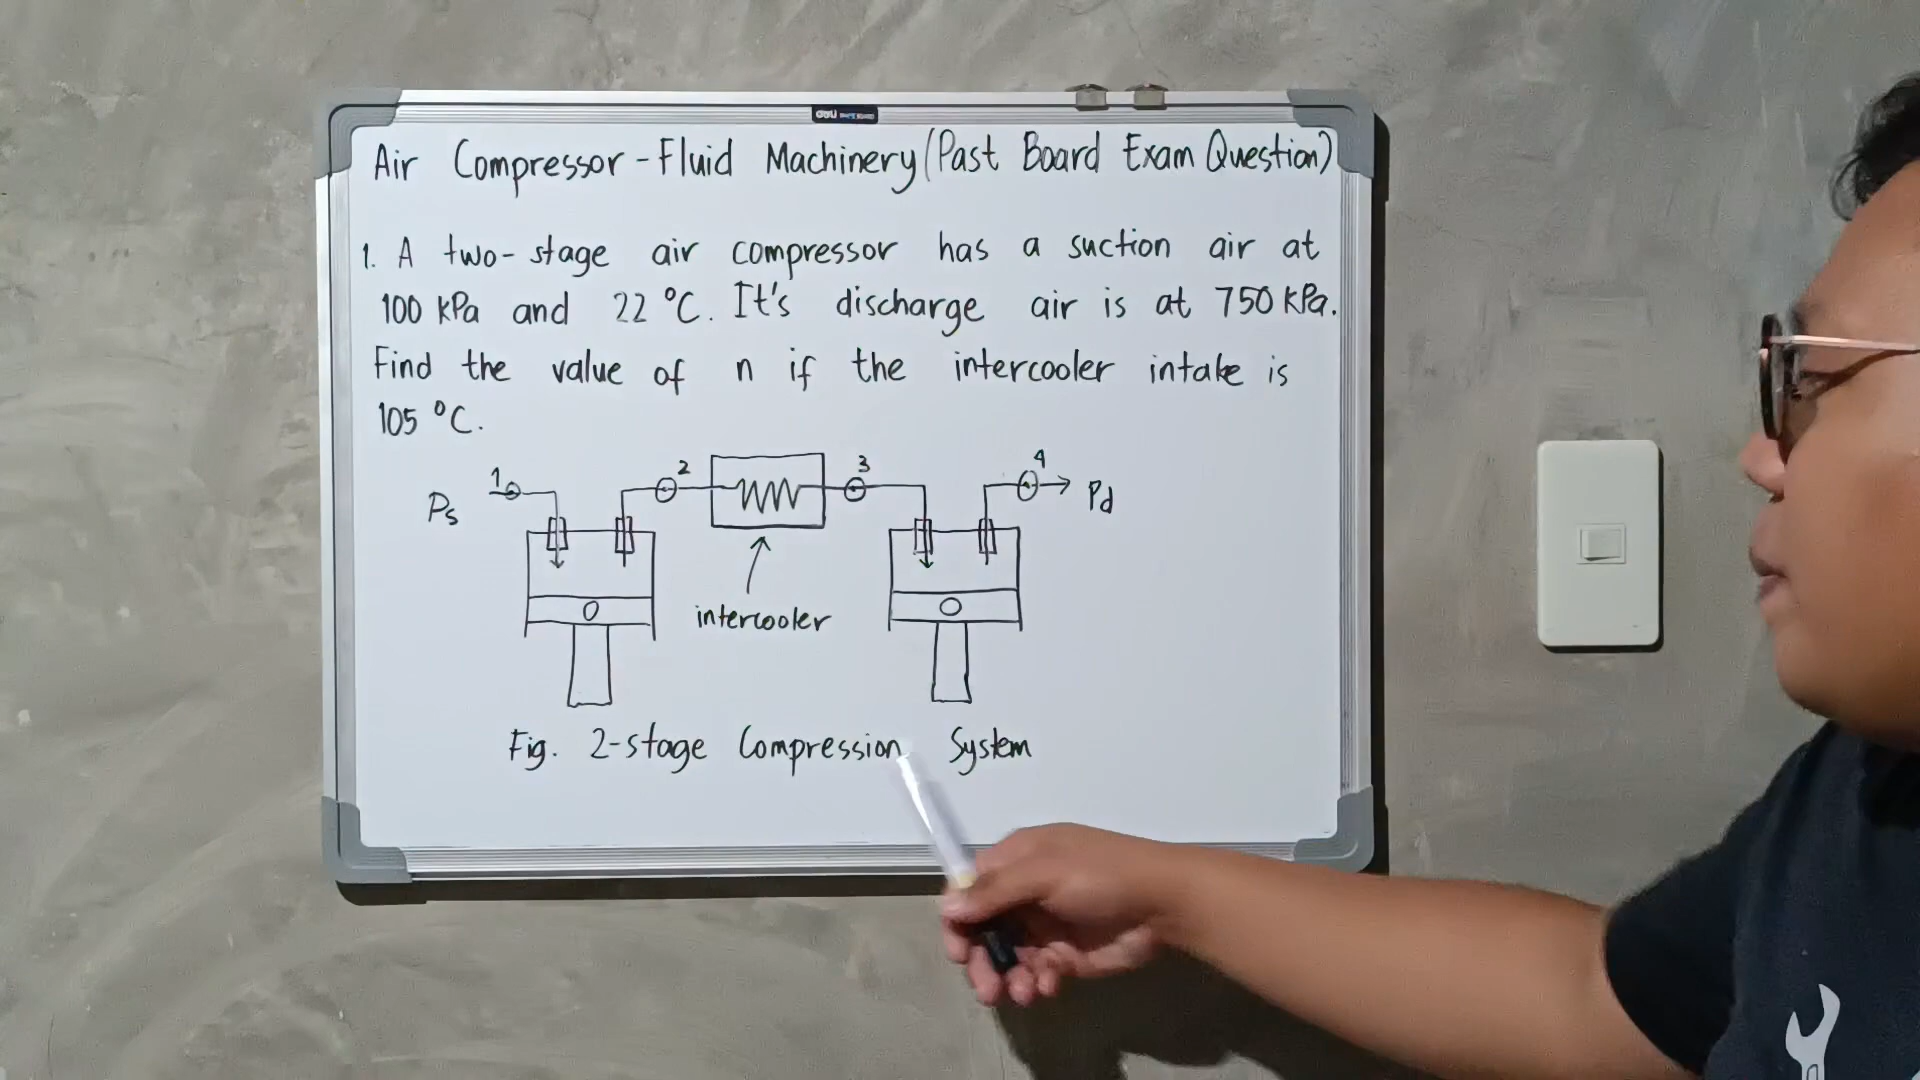 deli
Air Compressor - Fluid Machinery (Past Board Exam Question)
1. A two-stage air compressor has a suction air at
100 kPa and 22 °C. It's discharge air is at 750 kPa.
Find the value of n if the intercooler intake is
105 °C.
Ps 1 2 3 4 Pd
intercooler
Fig. 2-stage Compression System